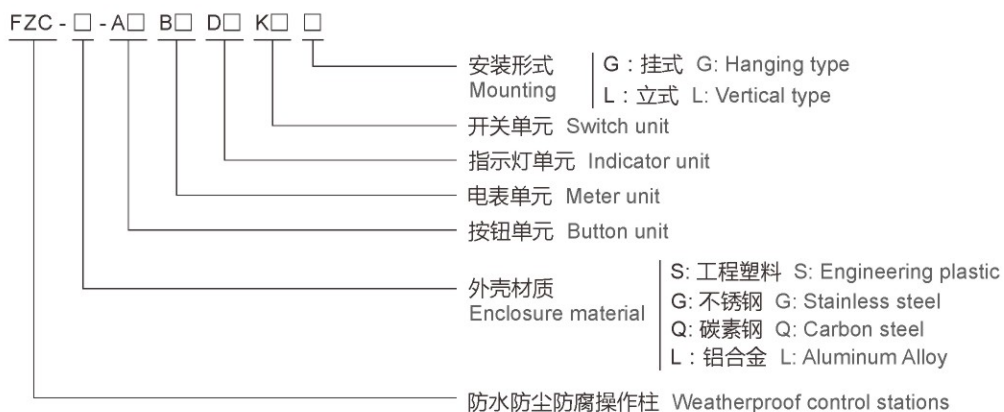 FZC - □ - A□ B□ D□ K□ □
安装形式 G：挂式 G: Hanging type
Mounting L：立式 L: Vertical type
开关单元 Switch unit
指示灯单元 Indicator unit
电表单元 Meter unit
按钮单元 Button unit
S: 工程塑料 S: Engineering plastic
外壳材质 G: 不锈钢 G: Stainless steel
Enclosure material Q: 碳素钢 Q: Carbon steel
L：铝合金 L: Aluminum Alloy
防水防尘防腐操作柱 Weatherproof control stations